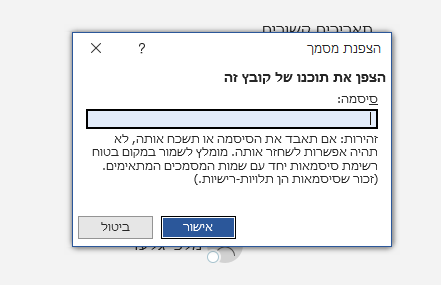 תאריכים קשורים
הצפנת מסמך
הצפן את תוכנו של קובץ זה
סיסמה:
זהירות: אם תאבד את הסיסמה או תשכח אותה, לא
תהיה אפשרות לשחזר אותה. מומלץ לשמור במקום בטוח
רשימת סיסמאות יחד עם שמות המסמכים המתאימים.
(זכור שסיסמאות הן תלויות-רישיות.)
אישור
ביטול